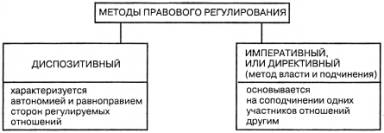 МЕТОДЫ ПРАВОВОГО РЕГУЛИРОВАНИЯ
ДИСПОЗИТИВНЫЙ
характеризуется
автономией и равноправием
сторон регулируемых
отношений
ИМПЕРАТИВНЫЙ,
ИЛИ ДИРЕКТИВНЫЙ
(метод власти и подчинения)
основывается
на соподчинении одних
участников отношений
другим